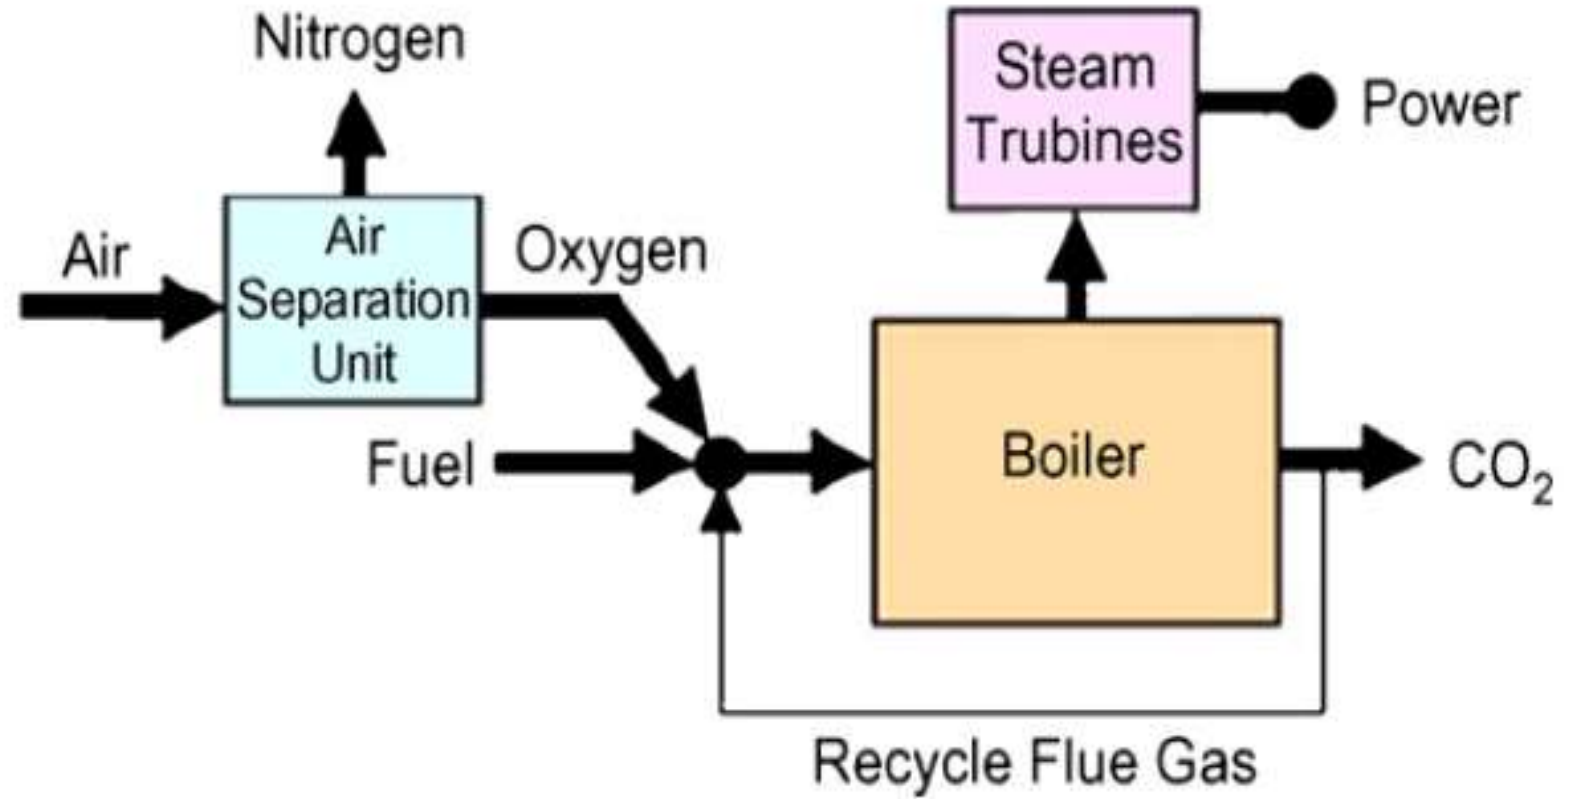 Nitrogen
Air
Air
Separation
Unit
Oxygen
Fuel
Steam
Trubines
Power
Boiler
CO₂
Recycle Flue Gas